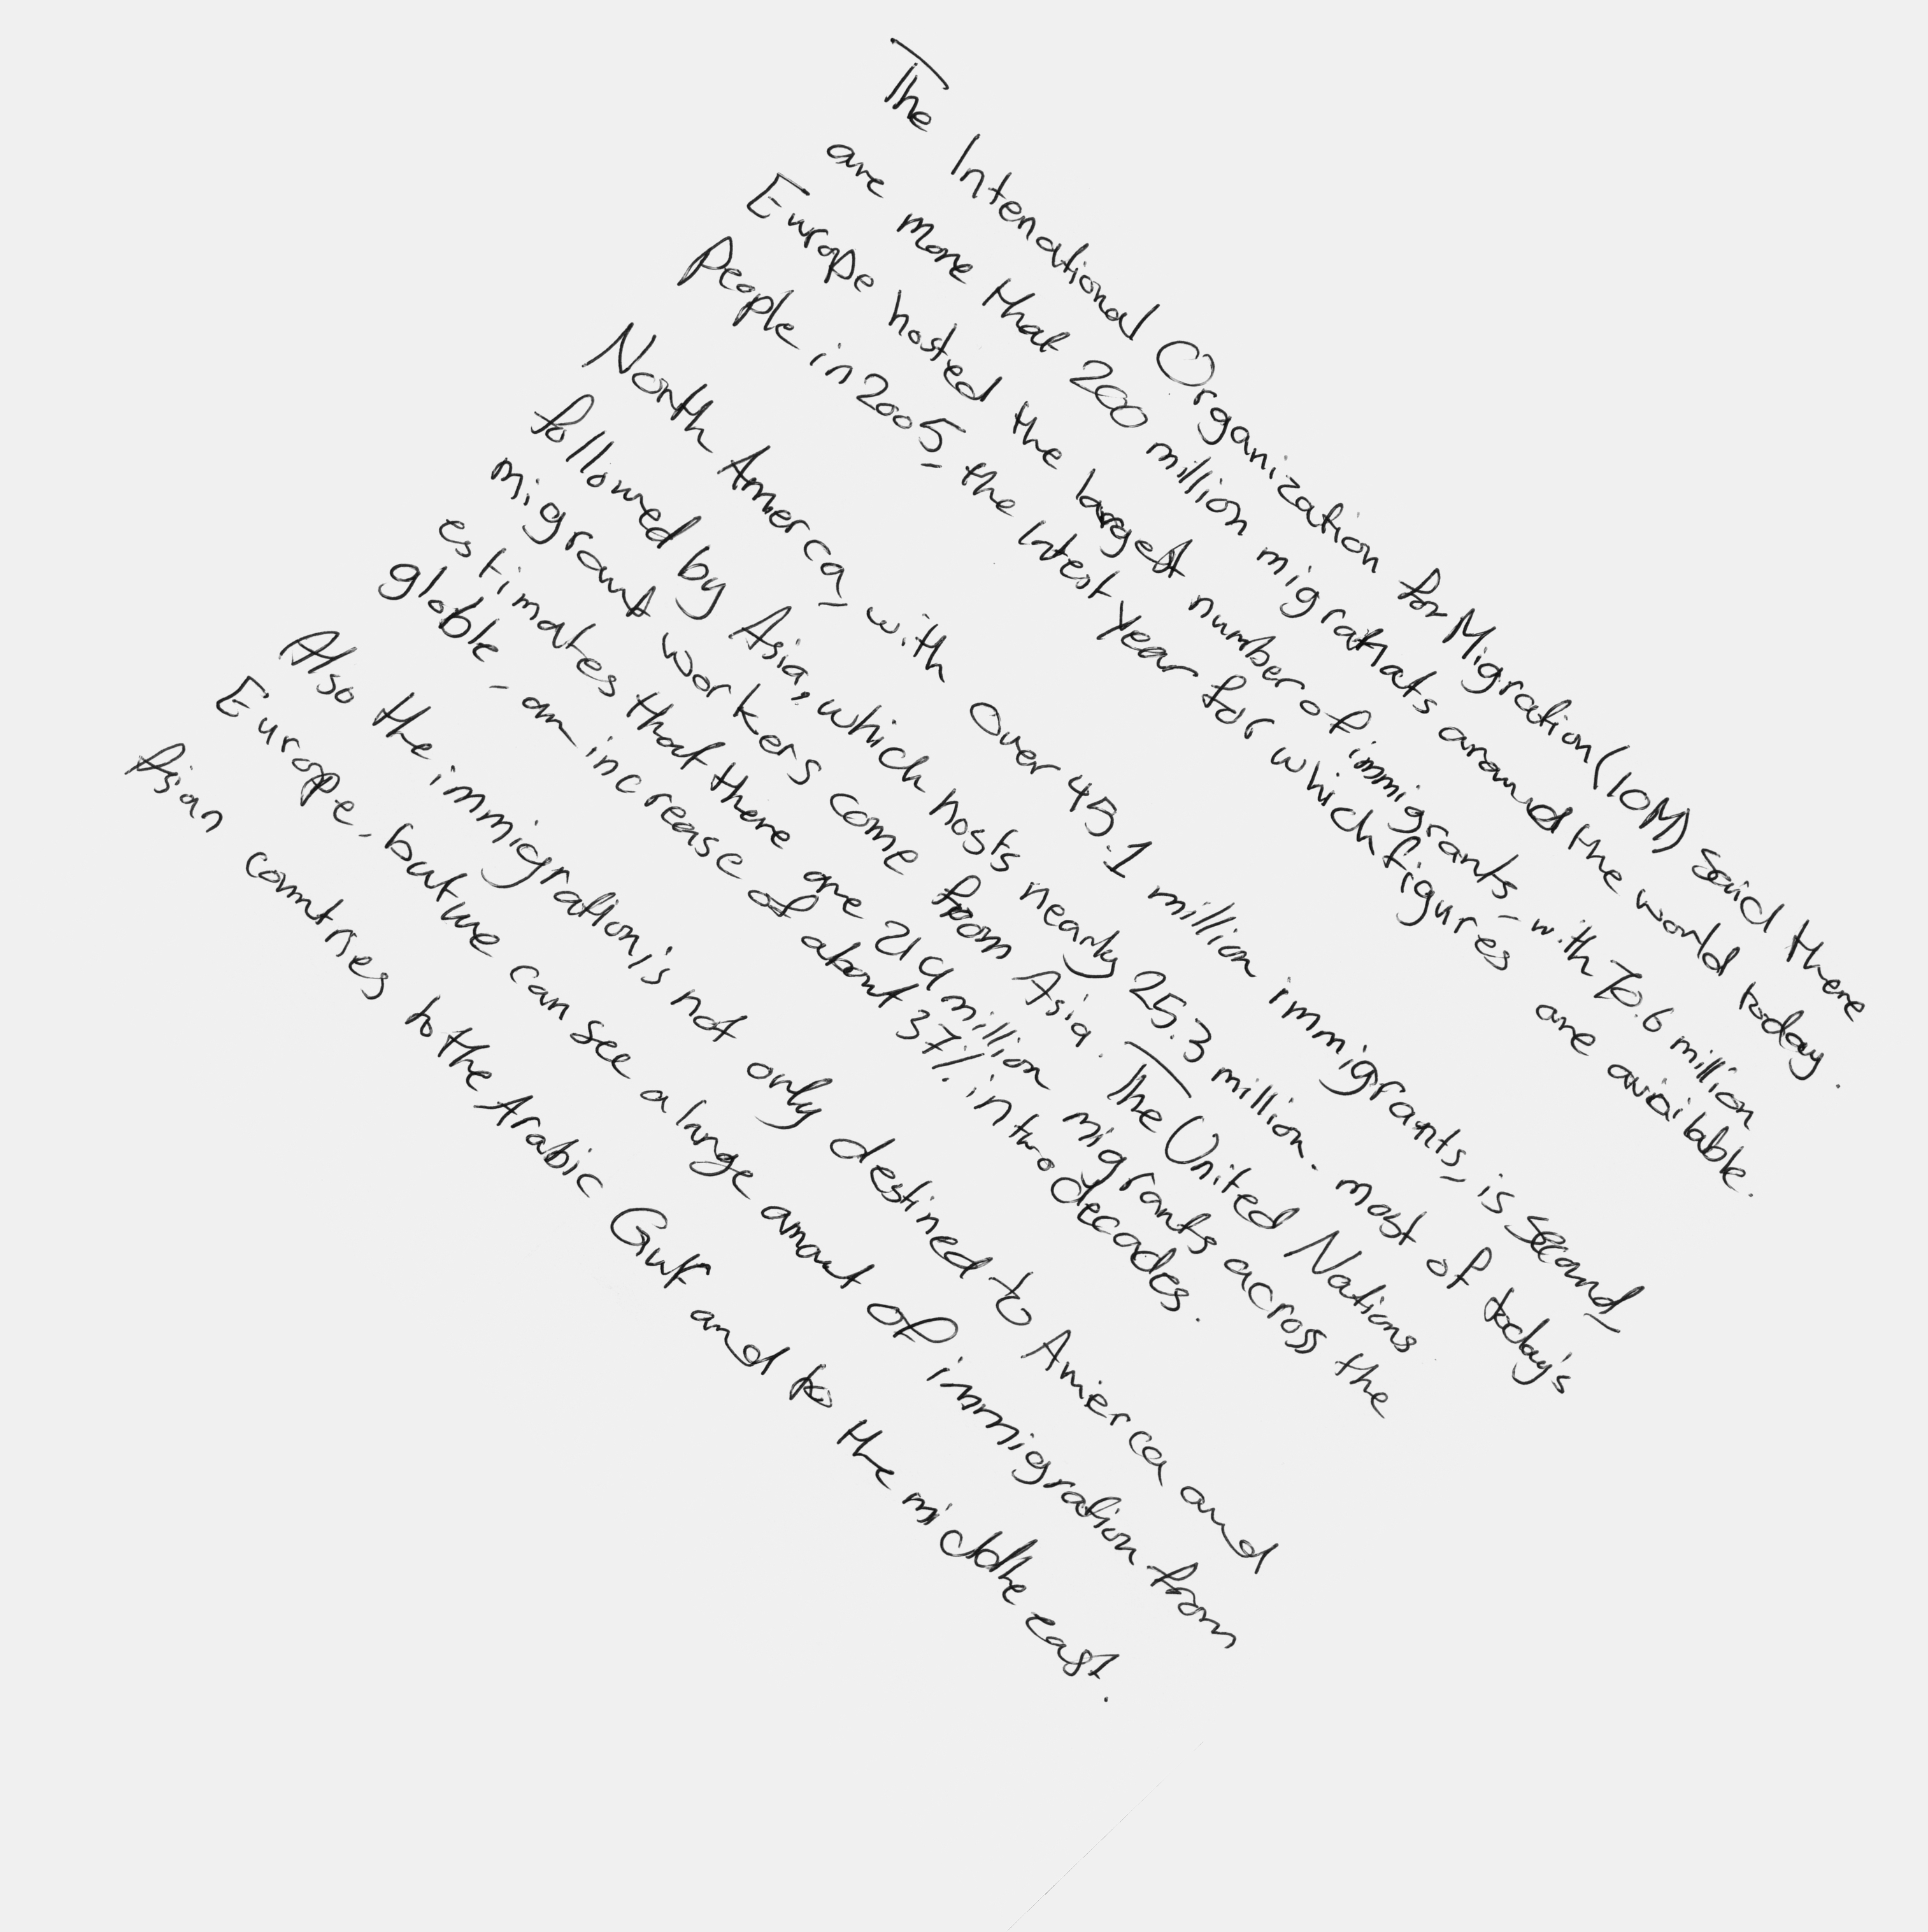 The Intenational Organization for Migration (IOM) said there
are more that 200 million migratnats around the world today.
Europe hosted the largest number of immigrants - with 70.6 million
people in 2005 - the latest year for which figures are available.
North America - with over 45.1 million immigrants - is second -
followed by Asia, which hosts nearly 25.3 million. most of today's
migrant workers come from Asia. The United Nations
estimates that there are 214 million migrants across the
globle - an increase of about 37% in two decades.
Also the immigration is not only destined to America and
Europe - but we can see a large amout of immigration from
Asian countries to the Arabic Gulf and to the middle east.